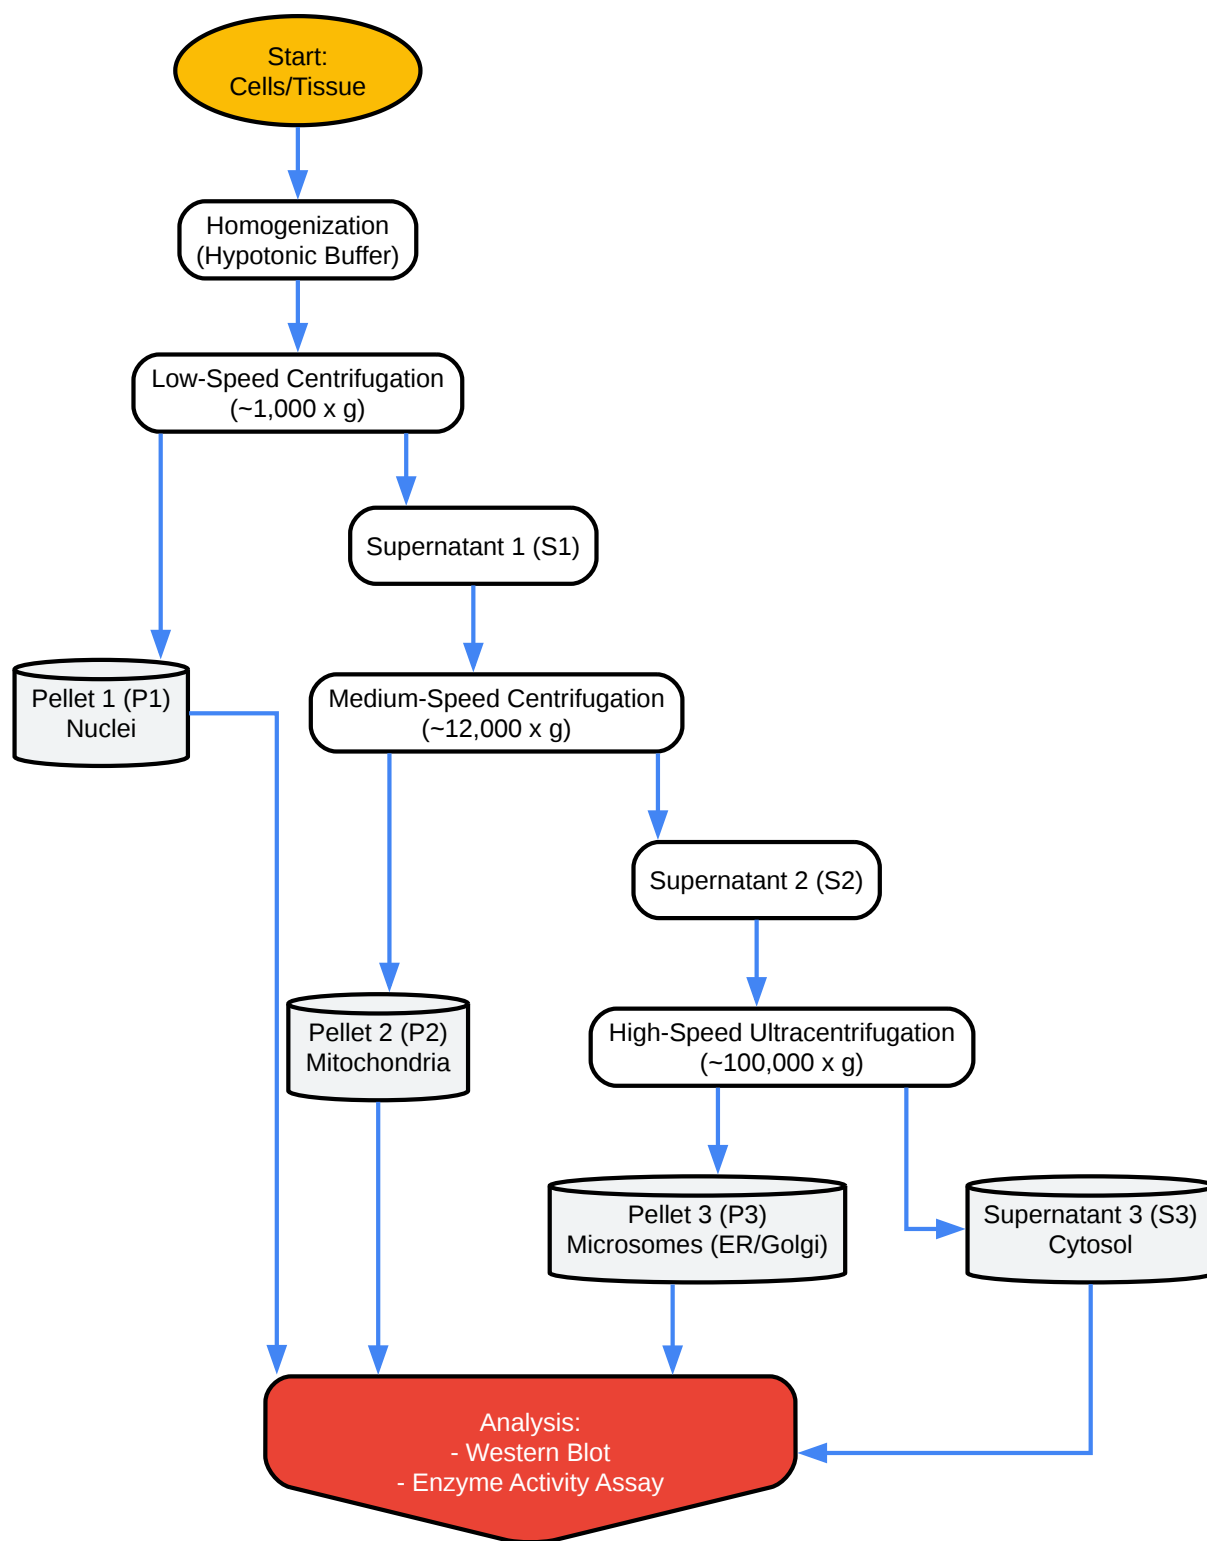 Start:
Cells/Tissue
Homogenization
(Hypotonic Buffer)
Low-Speed Centrifugation
(~1,000 x g)
Supernatant 1 (S1)
Pellet 1 (P1)
Nuclei
Medium-Speed Centrifugation
(~12,000 x g)
Supernatant 2 (S2)
Pellet 2 (P2)
Mitochondria
High-Speed Ultracentrifugation
(~100,000 x g)
Pellet 3 (P3)
Microsomes (ER/Golgi)
Supernatant 3 (S3)
Cytosol
Analysis:
- Western Blot
- Enzyme Activity Assay